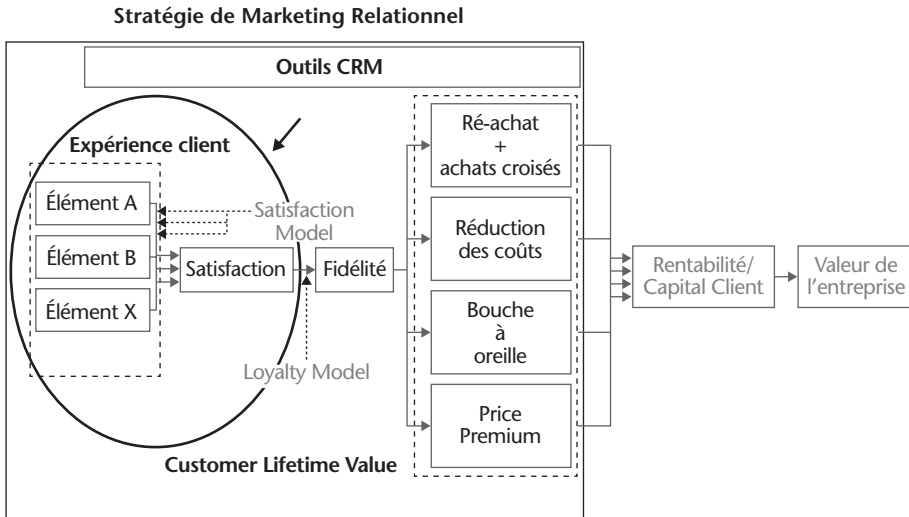 Stratégie de Marketing Relationnel
Outils CRM
Expérience client
Élément A
Élément B
Élément X
Satisfaction
Model
Satisfaction
Fidélité
Loyalty Model
Customer Lifetime Value
Ré-achat
+
achats croisés
Réduction
des coûts
Bouche
à
oreille
Price
Premium
Rentabilité/
Capital Client
Valeur de
l'entreprise